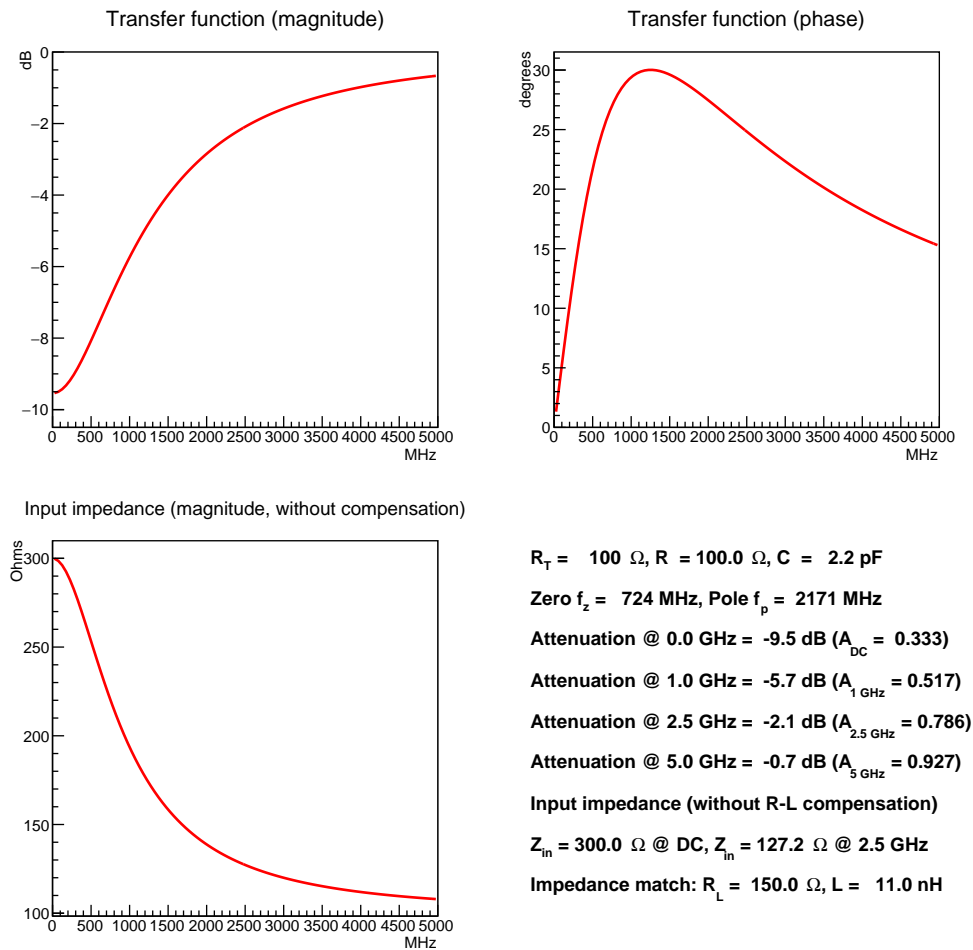 Transfer function (magnitude)
dB
0
−2
−4
−6
−8
−10
0 500 1000 1500 2000 2500 3000 3500 4000 4500 5000
MHz
Transfer function (phase)
degrees
30
25
20
15
10
5
0
0 500 1000 1500 2000 2500 3000 3500 4000 4500 5000
MHz
Input impedance (magnitude, without compensation)
Ohms
300
250
200
150
100
0 500 1000 1500 2000 2500 3000 3500 4000 4500 5000
MHz
R_T = 100 Ω, R = 100.0 Ω, C = 2.2 pF
Zero f_z = 724 MHz, Pole f_p = 2171 MHz
Attenuation @ 0.0 GHz = -9.5 dB (A_DC = 0.333)
Attenuation @ 1.0 GHz = -5.7 dB (A_1 GHz = 0.517)
Attenuation @ 2.5 GHz = -2.1 dB (A_2.5 GHz = 0.786)
Attenuation @ 5.0 GHz = -0.7 dB (A_5 GHz = 0.927)
Input impedance (without R-L compensation)
Z_in = 300.0 Ω @ DC, Z_in = 127.2 Ω @ 2.5 GHz
Impedance match: R_L = 150.0 Ω, L = 11.0 nH